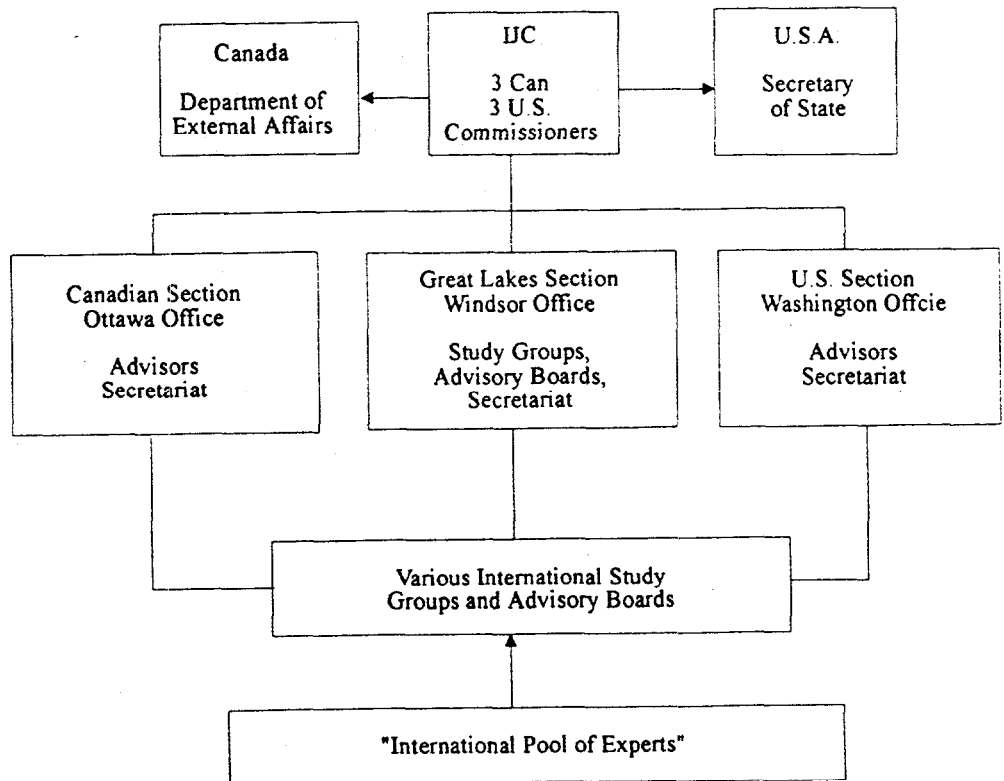 Canada
Department of
External Affairs
IJC
3 Can
3 U.S.
Commissioners
U.S.A.
Secretary
of State
Canadian Section
Ottawa Office
Advisors
Secretariat
Great Lakes Section
Windsor Office
Study Groups,
Advisory Boards,
Secretariat
U.S. Section
Washington Offcie
Advisors
Secretariat
Various International Study
Groups and Advisory Boards
"International Pool of Experts"